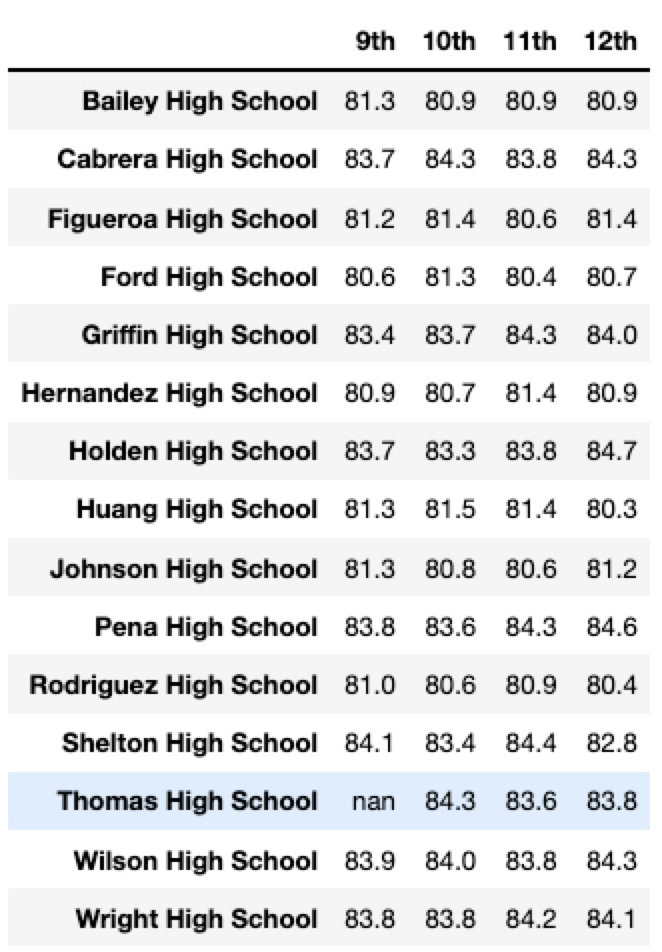 9th 10th 11th 12th
Bailey High School 81.3 80.9 80.9 80.9
Cabrera High School 83.7 84.3 83.8 84.3
Figueroa High School 81.2 81.4 80.6 81.4
Ford High School 80.6 81.3 80.4 80.7
Griffin High School 83.4 83.7 84.3 84.0
Hernandez High School 80.9 80.7 81.4 80.9
Holden High School 83.7 83.3 83.8 84.7
Huang High School 81.3 81.5 81.4 80.3
Johnson High School 81.3 80.8 80.6 81.2
Pena High School 83.8 83.6 84.3 84.6
Rodriguez High School 81.0 80.6 80.9 80.4
Shelton High School 84.1 83.4 84.4 82.8
Thomas High School nan 84.3 83.6 83.8
Wilson High School 83.9 84.0 83.8 84.3
Wright High School 83.8 83.8 84.2 84.1